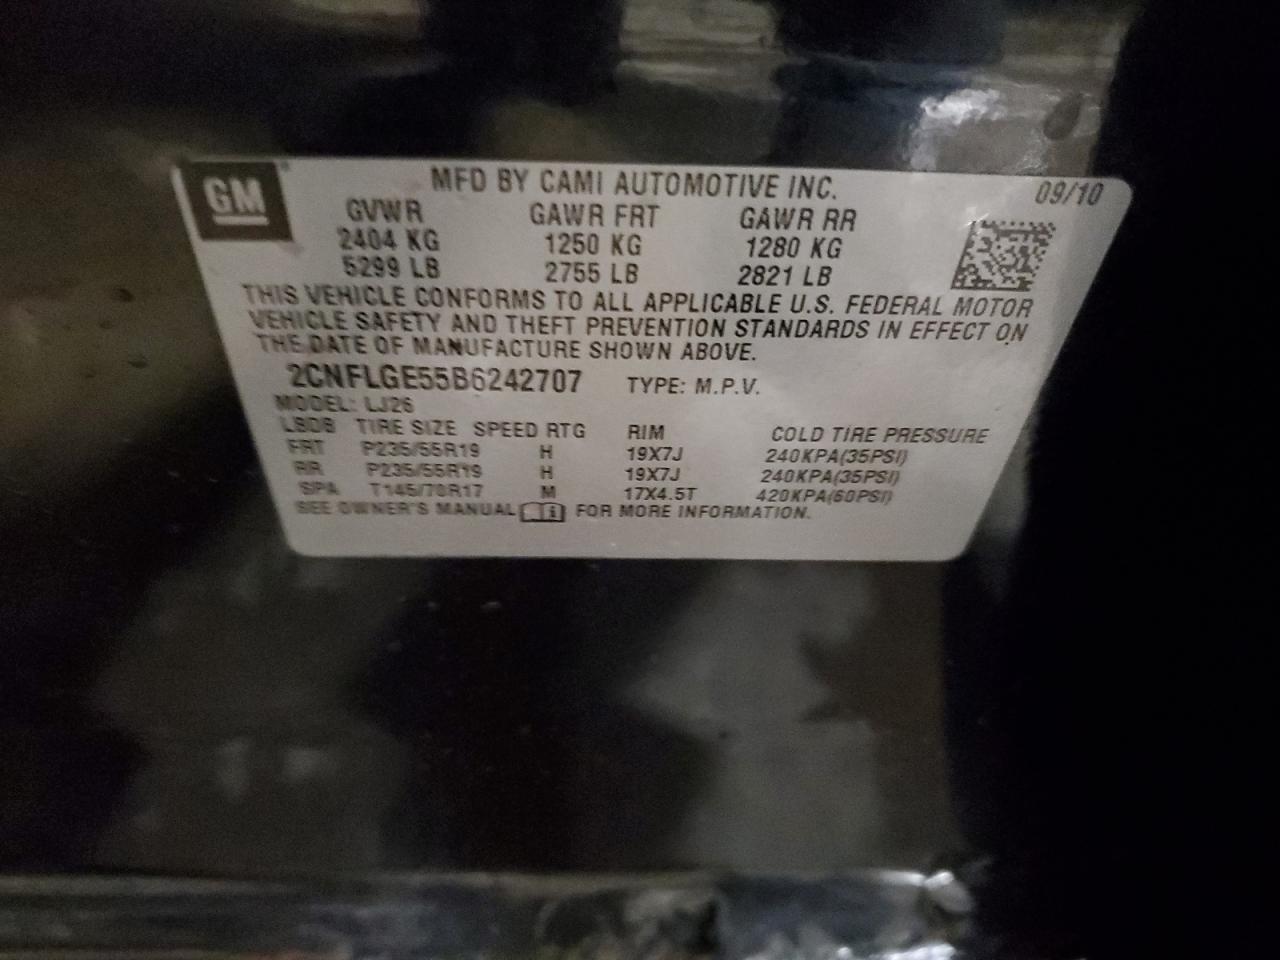 GM
MFD BY CAMI AUTOMOTIVE INC. 09/10
GVWR GAWR FRT GAWR RR
2404 KG 1250 KG 1280 KG
5299 LB 2755 LB 2821 LB
THIS VEHICLE CONFORMS TO ALL APPLICABLE U.S. FEDERAL MOTOR
VEHICLE SAFETY AND THEFT PREVENTION STANDARDS IN EFFECT ON
THE DATE OF MANUFACTURE SHOWN ABOVE.
2CNFLGE55B6242707 TYPE: M.P.V.
MODEL: LJ26
TIRE SIZE SPEED RTG RIM COLD TIRE PRESSURE
FRT P235/55R19 H 19X7J 240KPA(35PSI)
RR P235/55R19 H 19X7J 240KPA(35PSI)
SPA T145/70R17 M 17X4.5T 420KPA(60PSI)
SEE OWNER'S MANUAL FOR MORE INFORMATION.